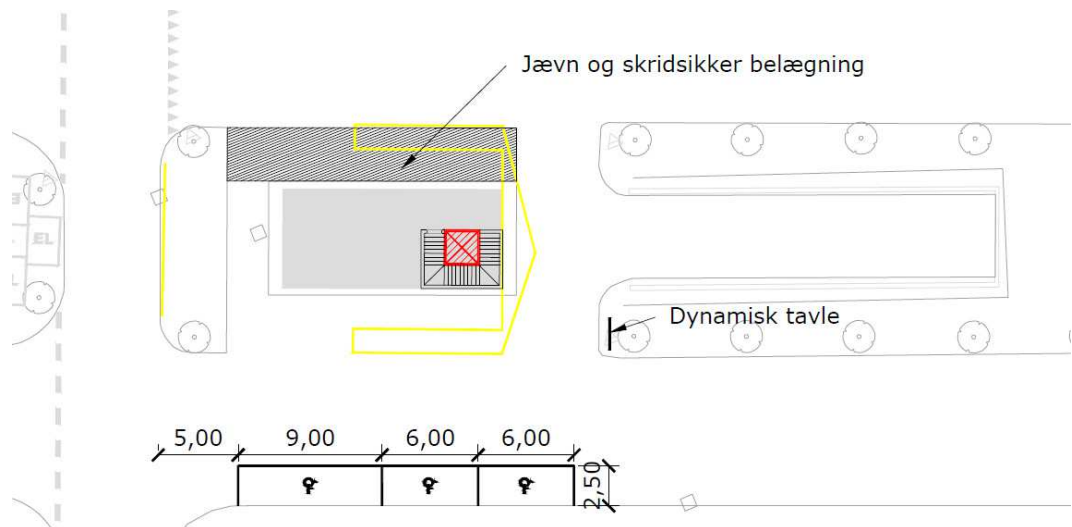 Jævn og skridsikker belægning
EL
Dynamisk tavle
5,00 9,00 6,00 6,00
2,50